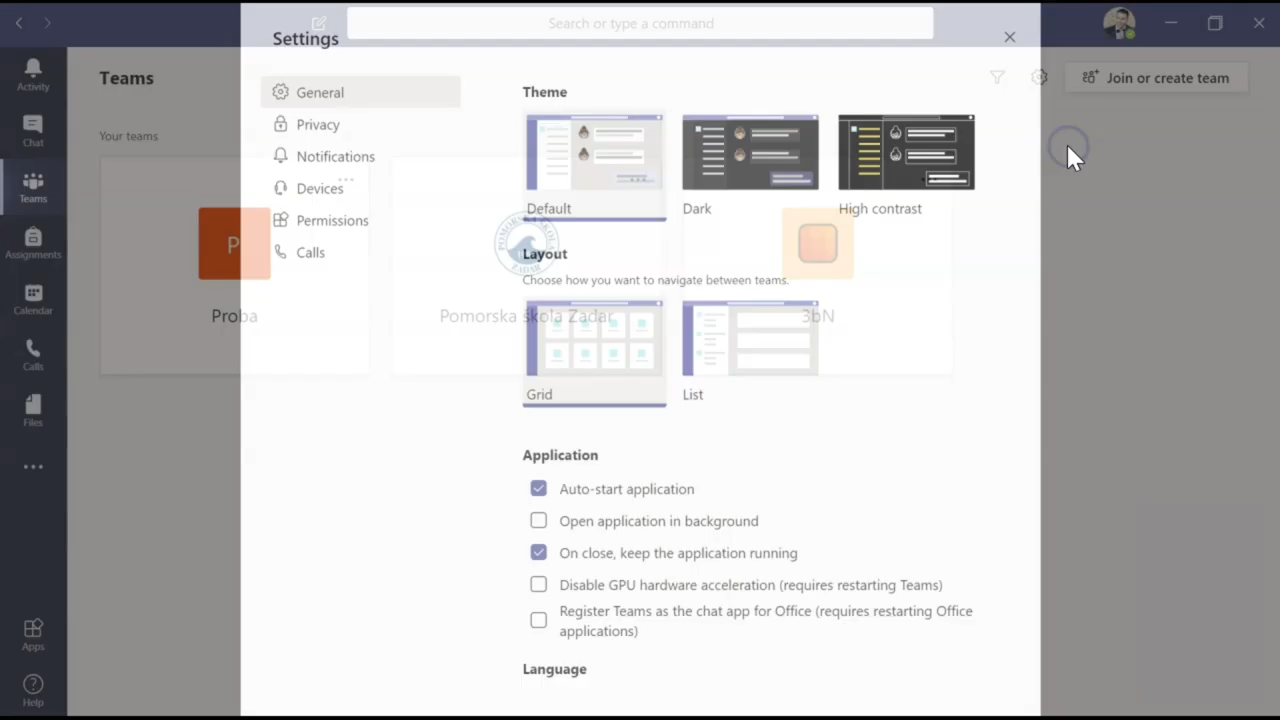 Search or type a command
Settings
Activity
Chat
Teams
Assignments
Calendar
Calls
Files
Apps
Help
Teams
Join or create team
Your teams
P
Proba
POMORSKA ŠKOLA
ZADAR
Pomorska škola Zadar
3bN
General
Privacy
Notifications
Devices
Permissions
Calls
Theme
Default
Dark
High contrast
Layout
Choose how you want to navigate between teams.
Grid
List
Application
Auto-start application
Open application in background
On close, keep the application running
Disable GPU hardware acceleration (requires restarting Teams)
Register Teams as the chat app for Office (requires restarting Office
applications)
Language